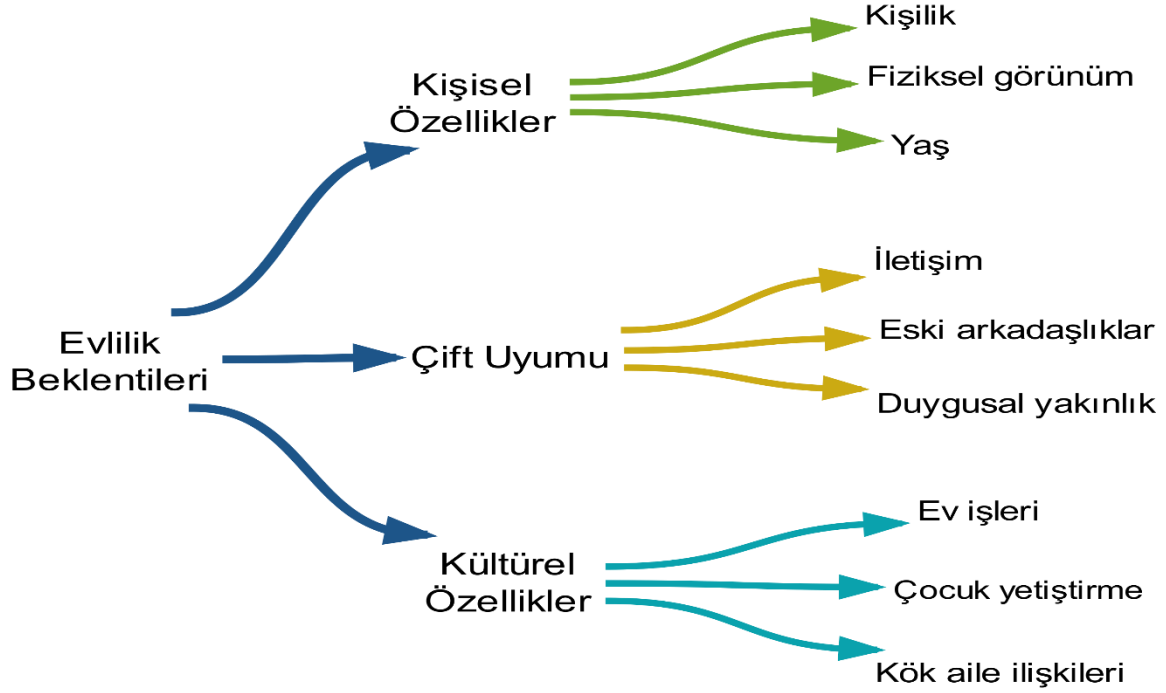 Evlilik
Beklentileri
Kişisel
Özellikler
Kişilik
Fiziksel görünüm
Yaş
Çift Uyumu
İletişim
Eski arkadaşlıklar
Duygusal yakınlık
Kültürel
Özellikler
Ev işleri
Çocuk yetiştirme
Kök aile ilişkileri